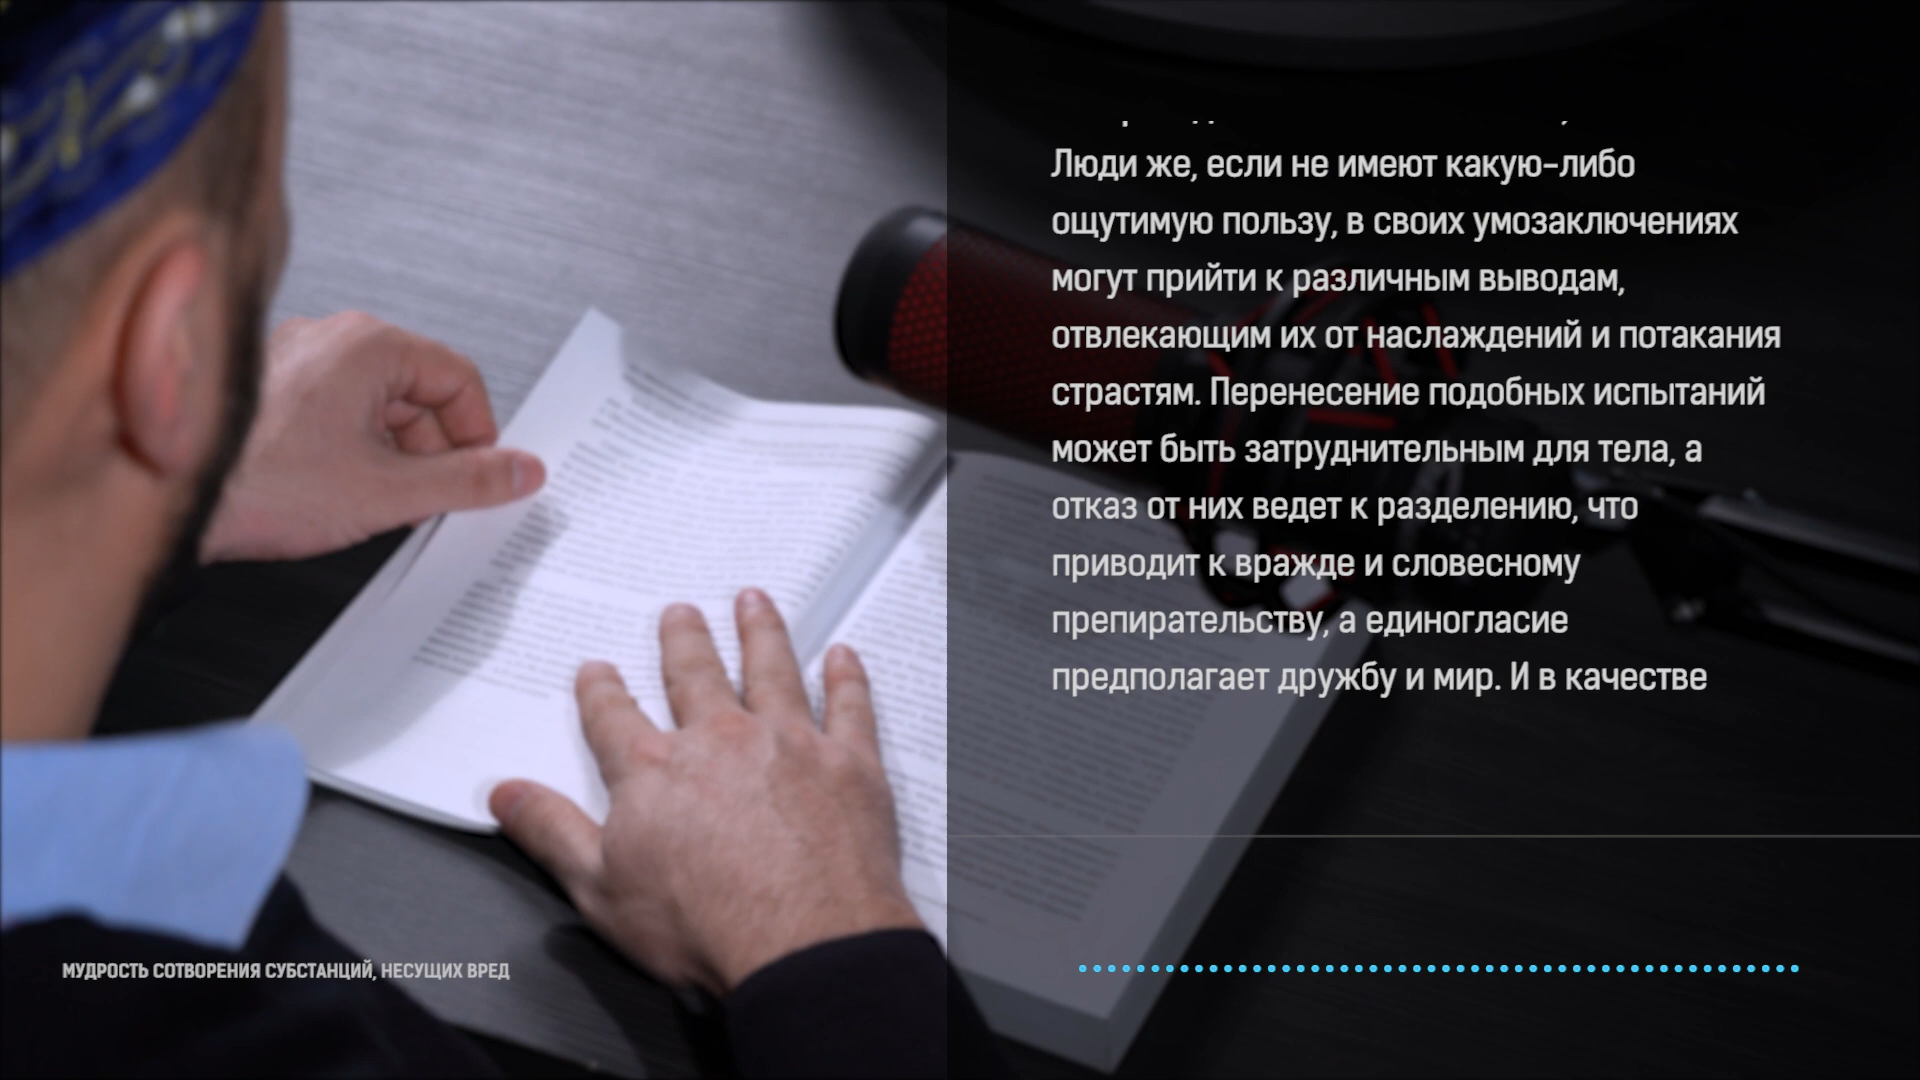 Люди же, если не имеют какую-либо
ощутимую пользу, в своих умозаключениях
могут прийти к различным выводам,
отвлекающим их от наслаждений и потакания
страстям. Перенесение подобных испытаний
может быть затруднительным для тела, а
отказ от них ведет к разделению, что
приводит к вражде и словесному
препирательству, а единогласие
предполагает дружбу и мир. И в качестве
МУДРОСТЬ СОТВОРЕНИЯ СУБСТАНЦИЙ, НЕСУЩИХ ВРЕД